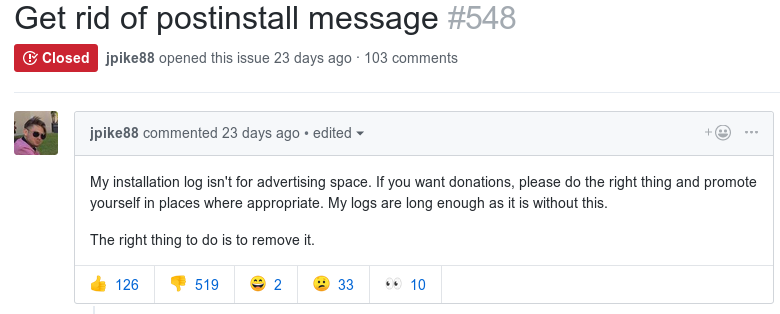 Get rid of postinstall message #548
Closed jpike88 opened this issue 23 days ago · 103 comments
jpike88 commented 23 days ago • edited
My installation log isn't for advertising space. If you want donations, please do the right thing and promote
yourself in places where appropriate. My logs are long enough as it is without this.
The right thing to do is to remove it.
126 519 2 33 10